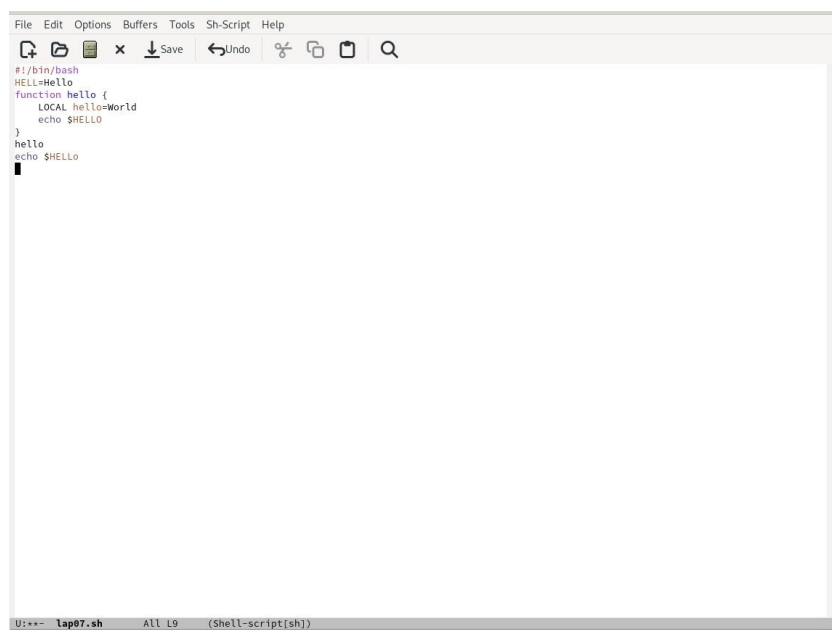 File Edit Options Buffers Tools Sh-Script Help
Save Undo
#!/bin/bash
HELL=Hello
function hello {
    LOCAL hello=World
    echo $HELLO
}
hello
echo $HELLo
U:**-  lap07.sh      All L9     (Shell-script[sh])